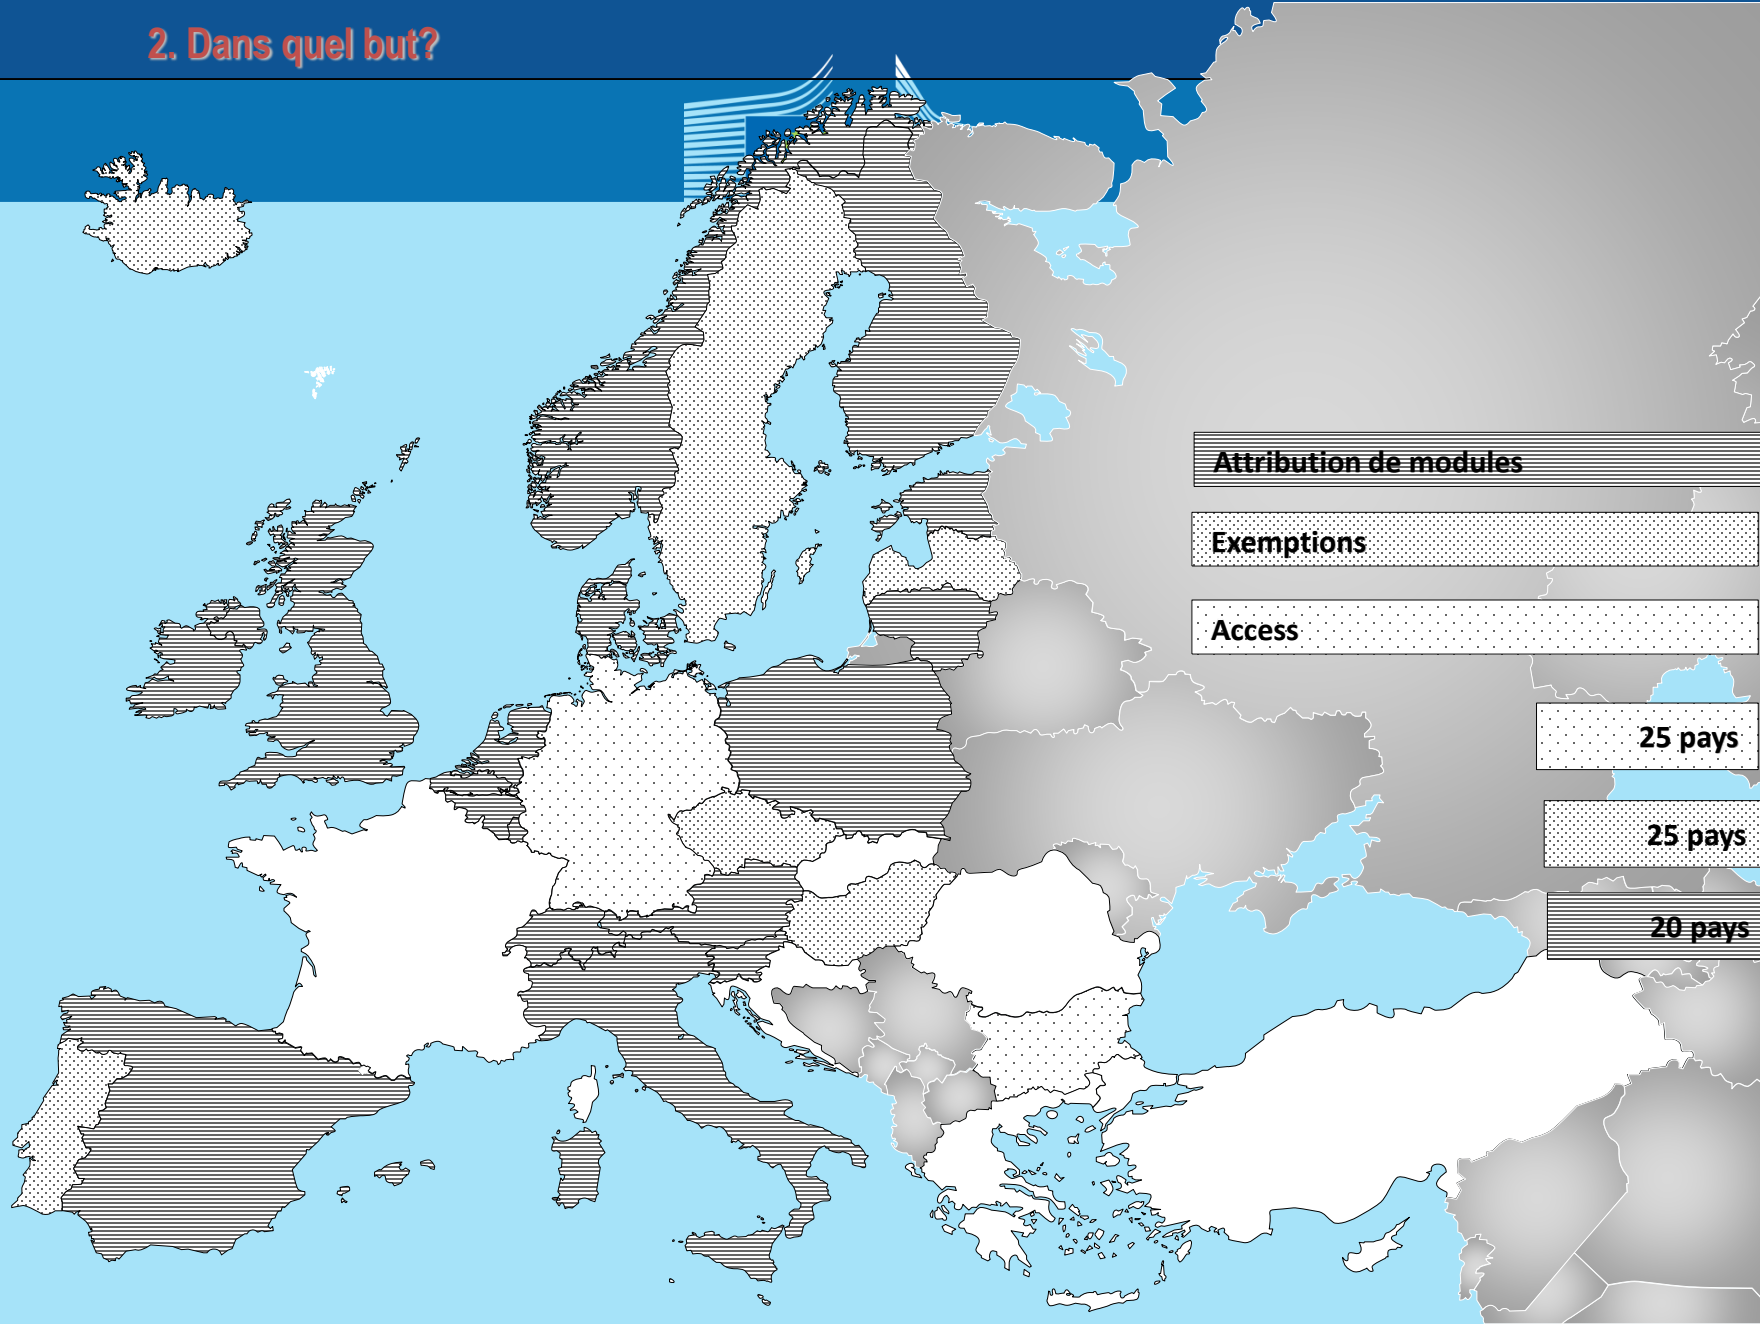 2. Dans quel but?
Attribution de modules
Exemptions
Access
25 pays
25 pays
20 pays